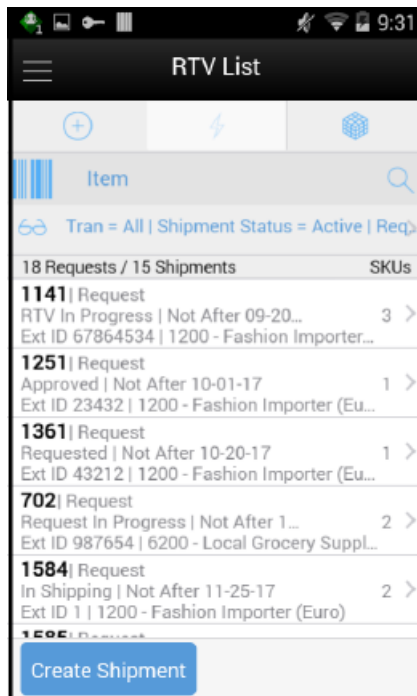 1 9:31
RTV List
Item
Tran = All | Shipment Status = Active | Req
18 Requests / 15 Shipments SKUs
1141| Request
RTV In Progress | Not After 09-20... 3
Ext ID 67864534 | 1200 - Fashion Importer...
1251| Request
Approved | Not After 10-01-17 1
Ext ID 23432 | 1200 - Fashion Importer (Eu...
1361| Request
Requested | Not After 10-20-17 1
Ext ID 43212 | 1200 - Fashion Importer (Eu...
702| Request
Request In Progress | Not After 1... 2
Ext ID 987654 | 6200 - Local Grocery Suppl...
1584| Request
In Shipping | Not After 11-25-17 2
Ext ID 1 | 1200 - Fashion Importer (Euro)
1585| Request
Create Shipment